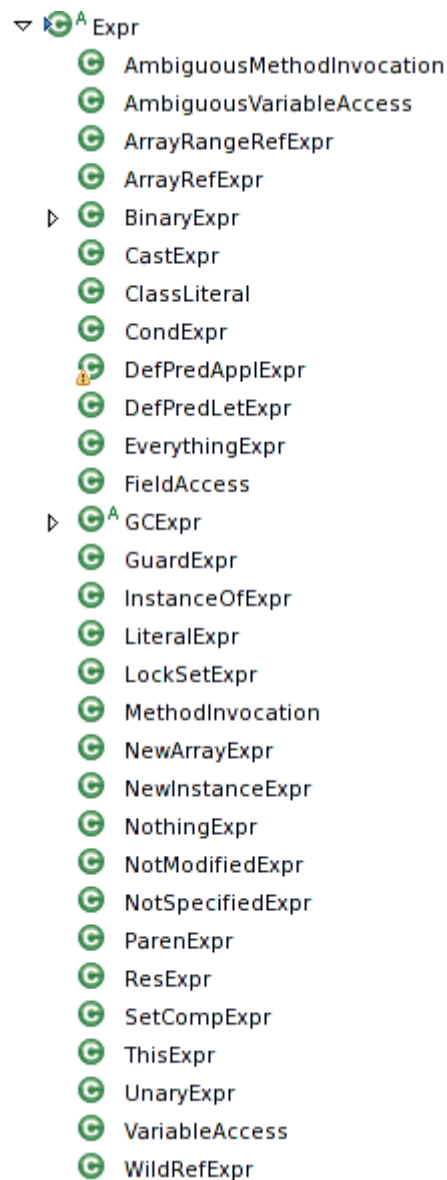 A Expr
C AmbiguousMethodInvocation
C AmbiguousVariableAccess
C ArrayRangeRefExpr
C ArrayRefExpr
C BinaryExpr
C CastExpr
C ClassLiteral
C CondExpr
C DefPredApplExpr
C DefPredLetExpr
C EverythingExpr
C FieldAccess
C A GCExpr
C GuardExpr
C InstanceOfExpr
C LiteralExpr
C LockSetExpr
C MethodInvocation
C NewArrayExpr
C NewInstanceExpr
C NothingExpr
C NotModifiedExpr
C NotSpecifiedExpr
C ParenExpr
C ResExpr
C SetCompExpr
C ThisExpr
C UnaryExpr
C VariableAccess
C WildRefExpr